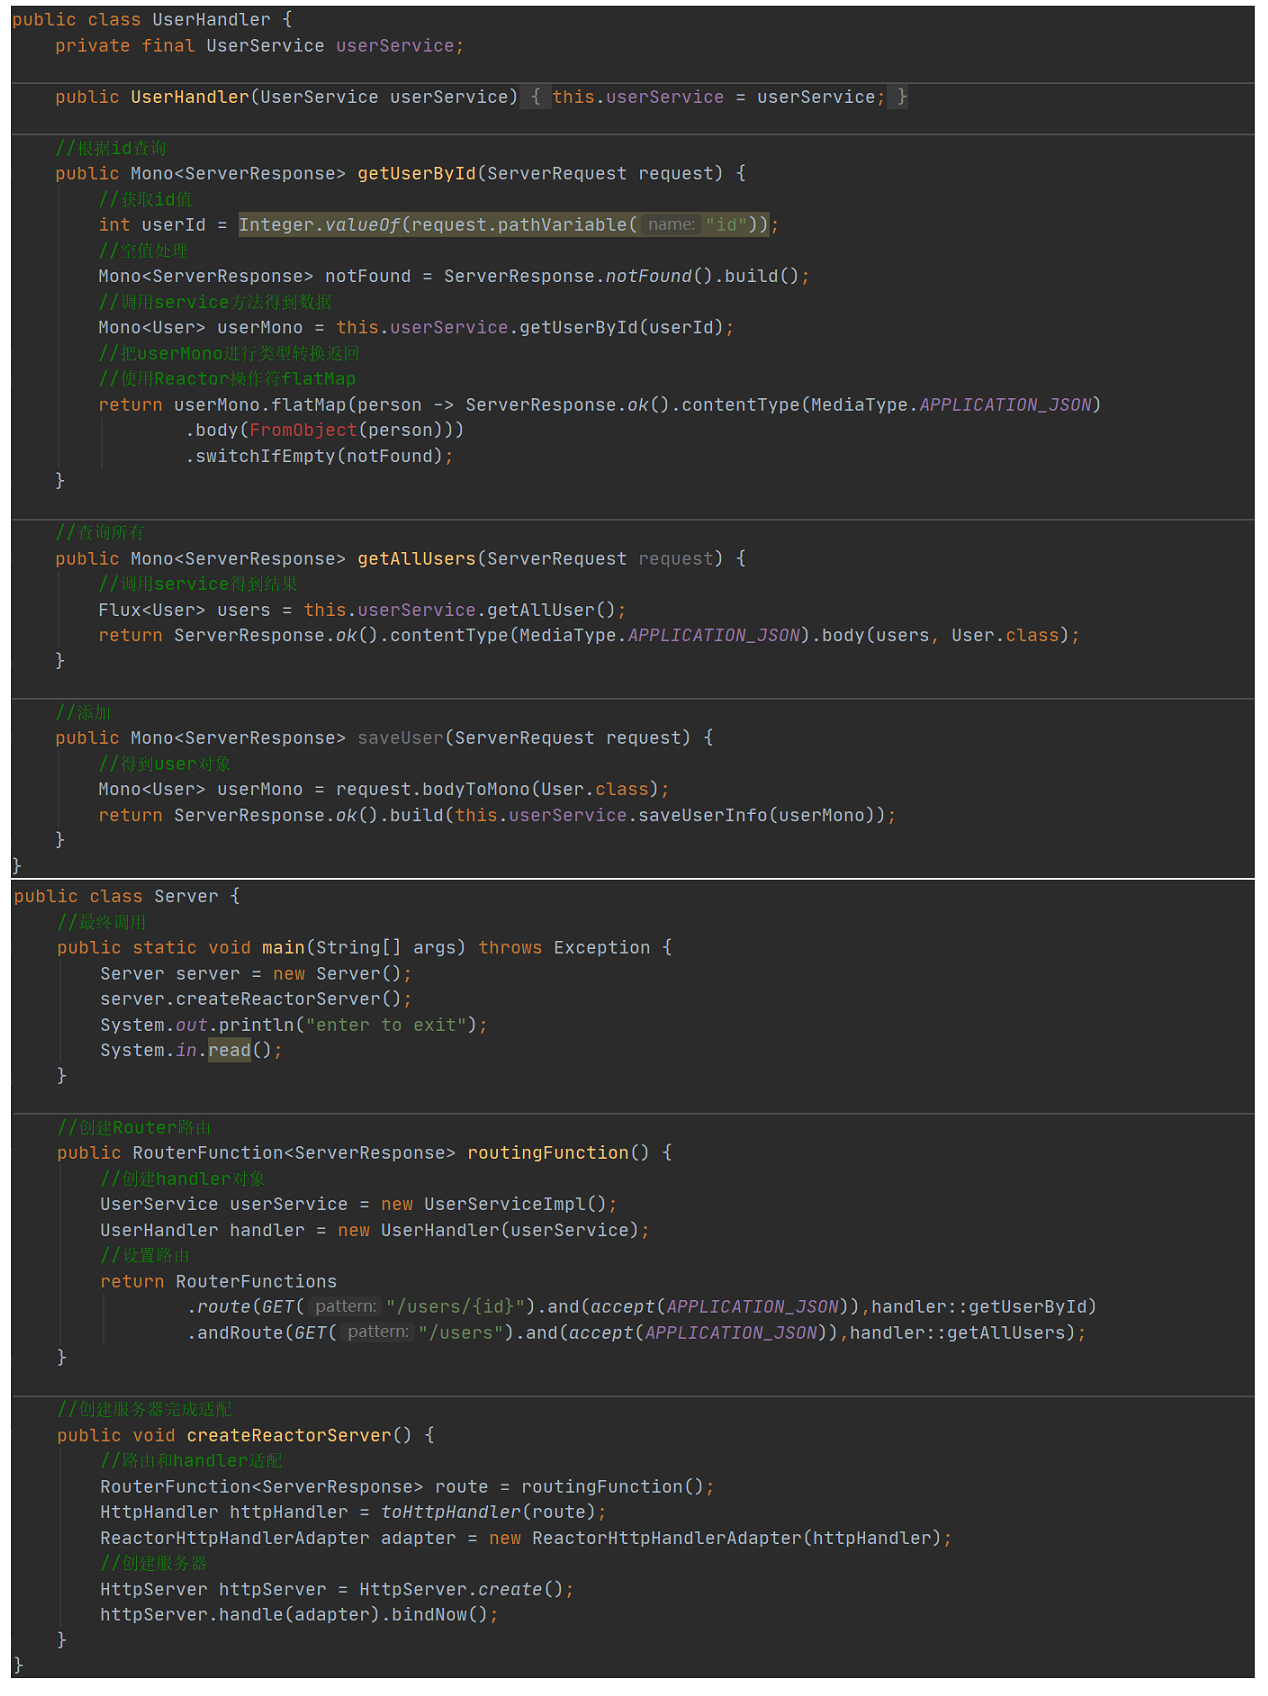 public class UserHandler {
private final UserService userService;
public UserHandler(UserService userService) { this.userService = userService; }
//根据id查询
public Mono<ServerResponse> getUserById(ServerRequest request) {
//获取id值
int userId = Integer.valueOf(request.pathVariable( name: "id"));
//空值处理
Mono<ServerResponse> notFound = ServerResponse.notFound().build();
//调用service方法得到数据
Mono<User> userMono = this.userService.getUserById(userId);
//把userMono进行类型转换返回
//使用Reactor操作符flatMap
return userMono.flatMap(person -> ServerResponse.ok().contentType(MediaType.APPLICATION_JSON)
.body(FromObject(person)))
.switchIfEmpty(notFound);
}
//查询所有
public Mono<ServerResponse> getAllUsers(ServerRequest request) {
//调用service得到结果
Flux<User> users = this.userService.getAllUser();
return ServerResponse.ok().contentType(MediaType.APPLICATION_JSON).body(users, User.class);
}
//添加
public Mono<ServerResponse> saveUser(ServerRequest request) {
//得到user对象
Mono<User> userMono = request.bodyToMono(User.class);
return ServerResponse.ok().build(this.userService.saveUserInfo(userMono));
}
}
public class Server {
//最终调用
public static void main(String[] args) throws Exception {
Server server = new Server();
server.createReactorServer();
System.out.println("enter to exit");
System.in.read();
}
//创建Router路由
public RouterFunction<ServerResponse> routingFunction() {
//创建handler对象
UserService userService = new UserServiceImpl();
UserHandler handler = new UserHandler(userService);
//设置路由
return RouterFunctions
.route(GET( pattern: "/users/{id}").and(accept(APPLICATION_JSON)),handler::getUserById)
.andRoute(GET( pattern: "/users").and(accept(APPLICATION_JSON)),handler::getAllUsers);
}
//创建服务器完成适配
public void createReactorServer() {
//路由和handler适配
RouterFunction<ServerResponse> route = routingFunction();
HttpHandler httpHandler = toHttpHandler(route);
ReactorHttpHandlerAdapter adapter = new ReactorHttpHandlerAdapter(httpHandler);
//创建服务器
HttpServer httpServer = HttpServer.create();
httpServer.handle(adapter).bindNow();
}
}